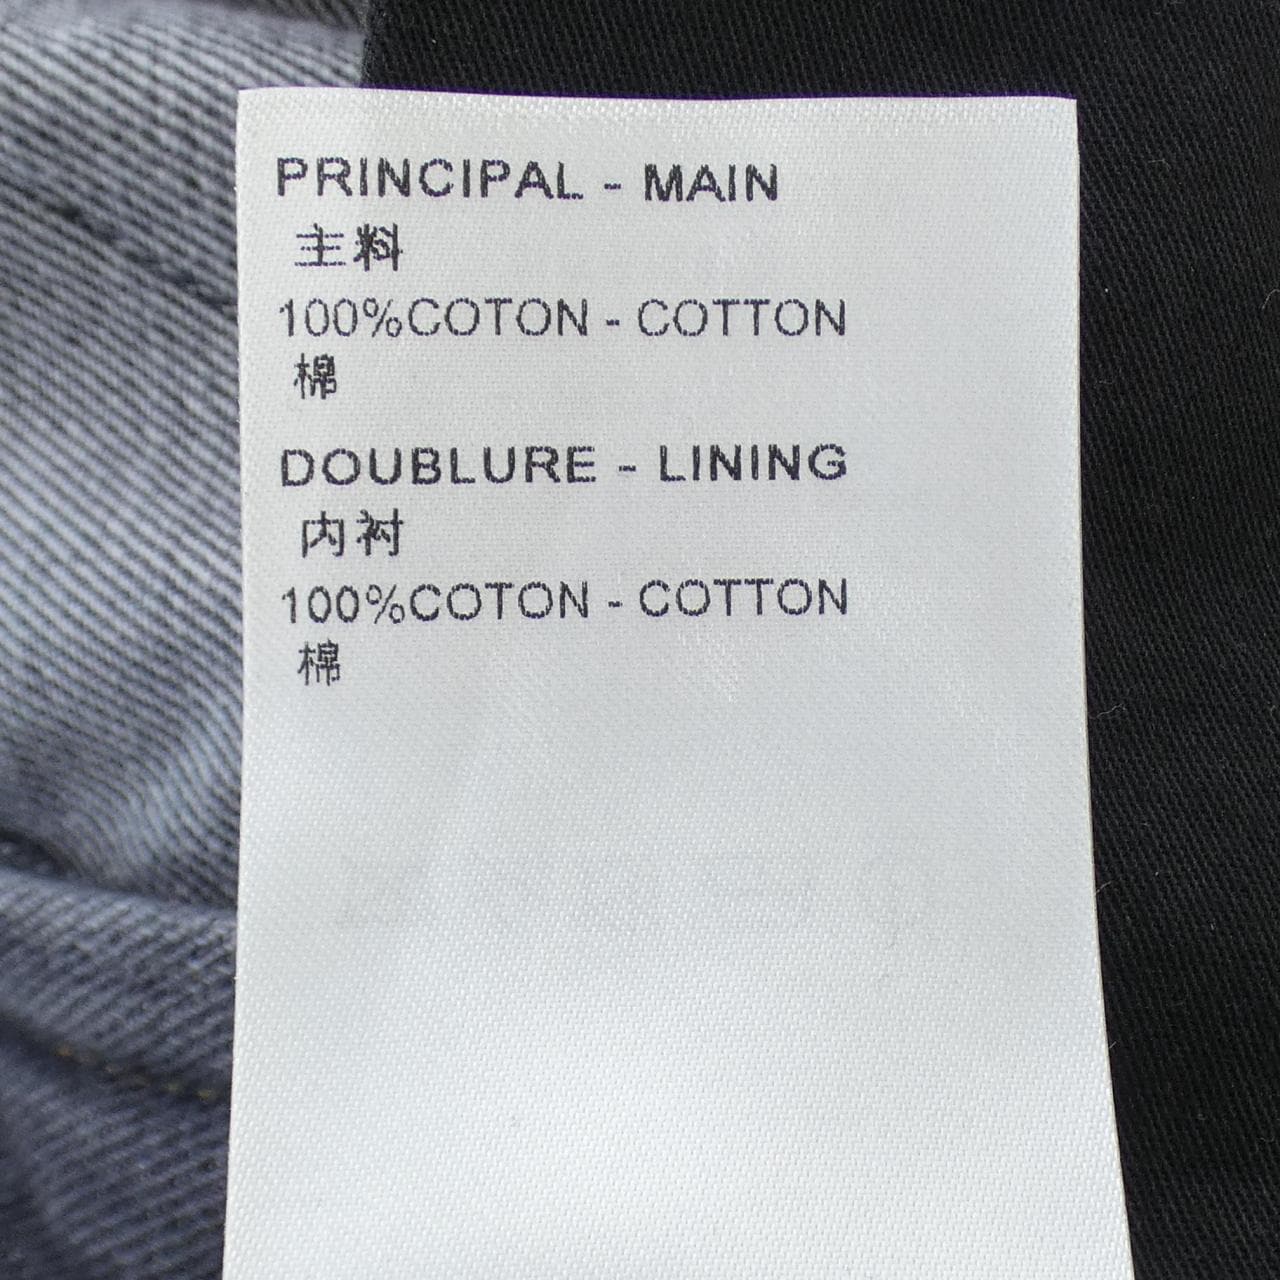 PRINCIPAL - MAIN
主料
100%COTON - COTTON
棉
DOUBLURE - LINING
内衬
100%COTON - COTTON
棉